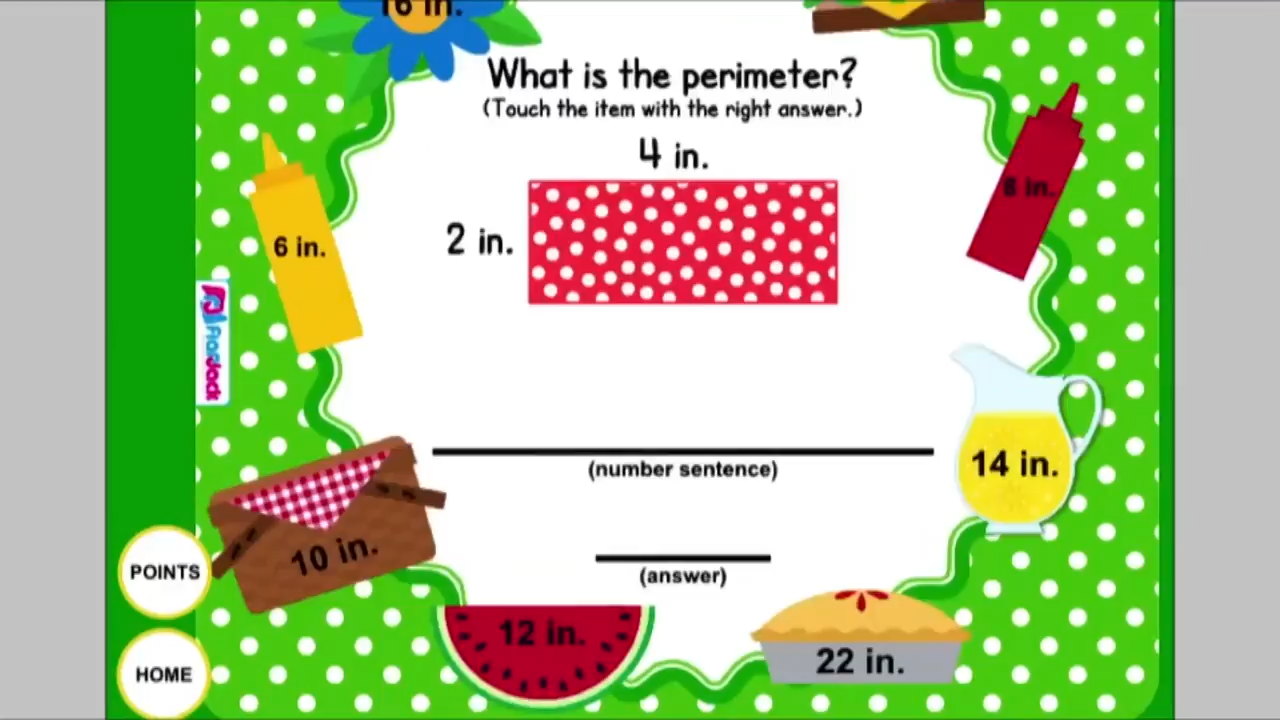 16 in.
What is the perimeter?
(Touch the item with the right answer.)
4 in.
8 in.
6 in.
2 in.
FlapJack
(number sentence)
14 in.
10 in.
(answer)
POINTS
12 in.
22 in.
HOME